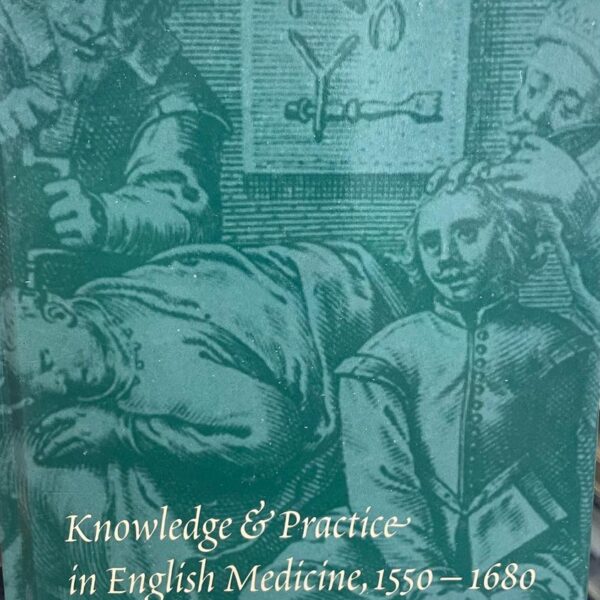 Knowledge & Practice
in English Medicine, 1550 – 1680